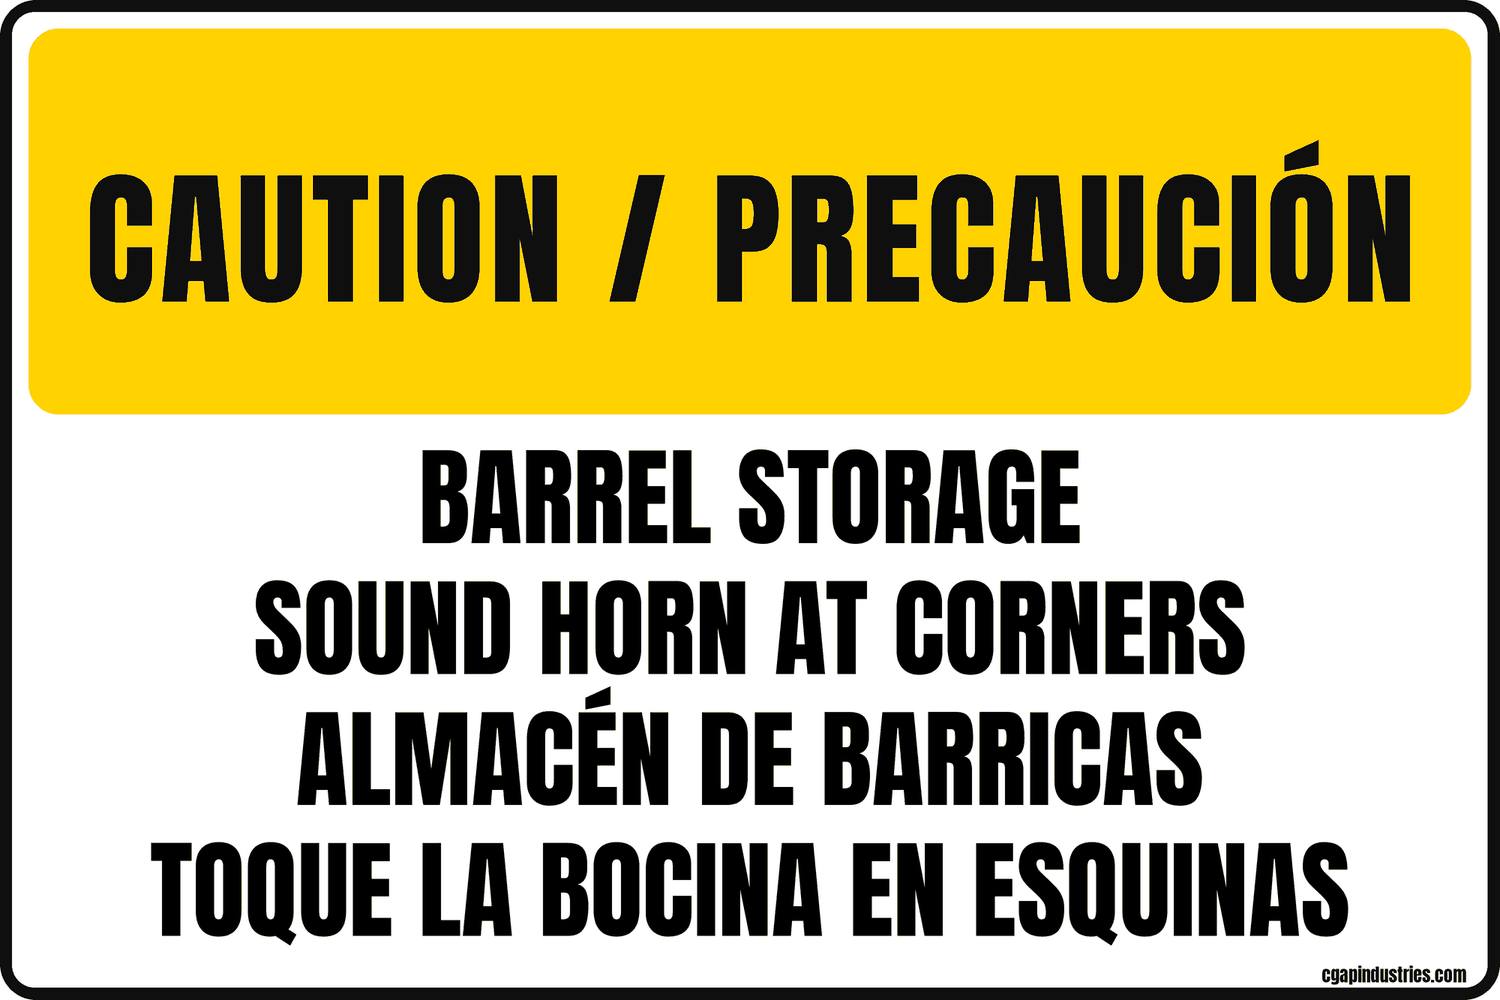 CAUTION / PRECAUCIÓN
BARREL STORAGE
SOUND HORN AT CORNERS
ALMACÉN DE BARRICAS
TOQUE LA BOCINA EN ESQUINAS
cgapindustries.com